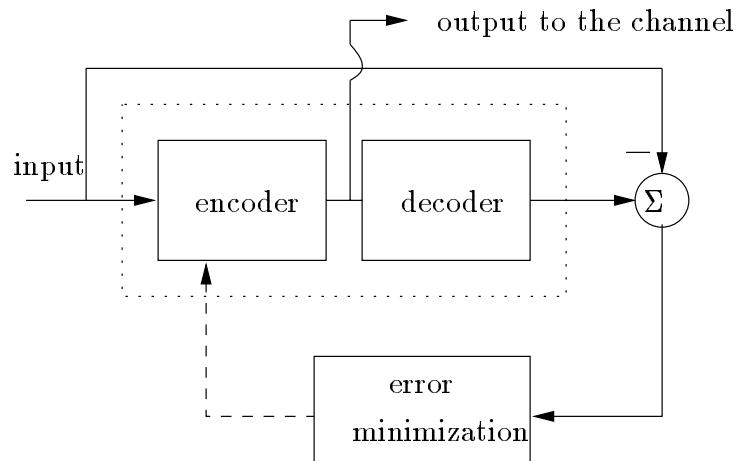 output to the channel
input
−
encoder
decoder
Σ
error
minimization